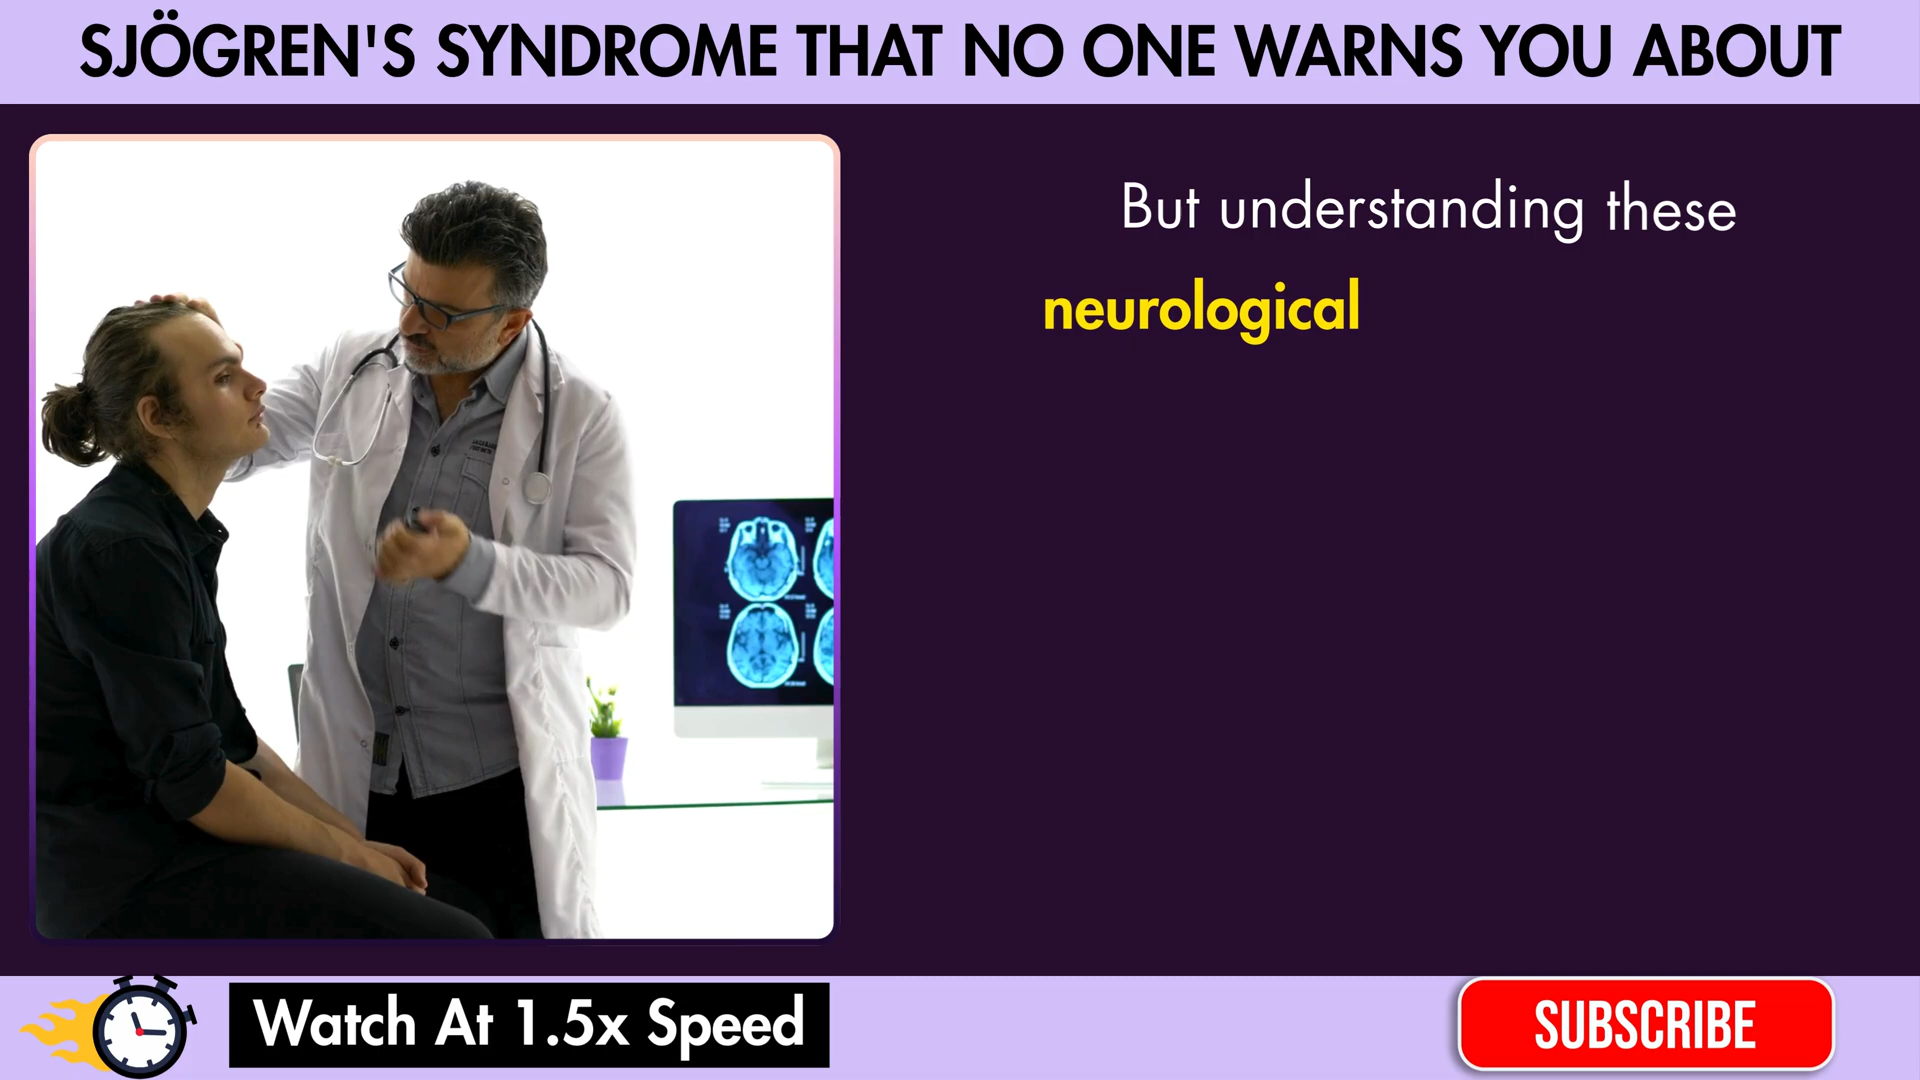 SJÖGREN'S SYNDROME THAT NO ONE WARNS YOU ABOUT
But understanding these
neurological
Watch At 1.5x Speed
SUBSCRIBE